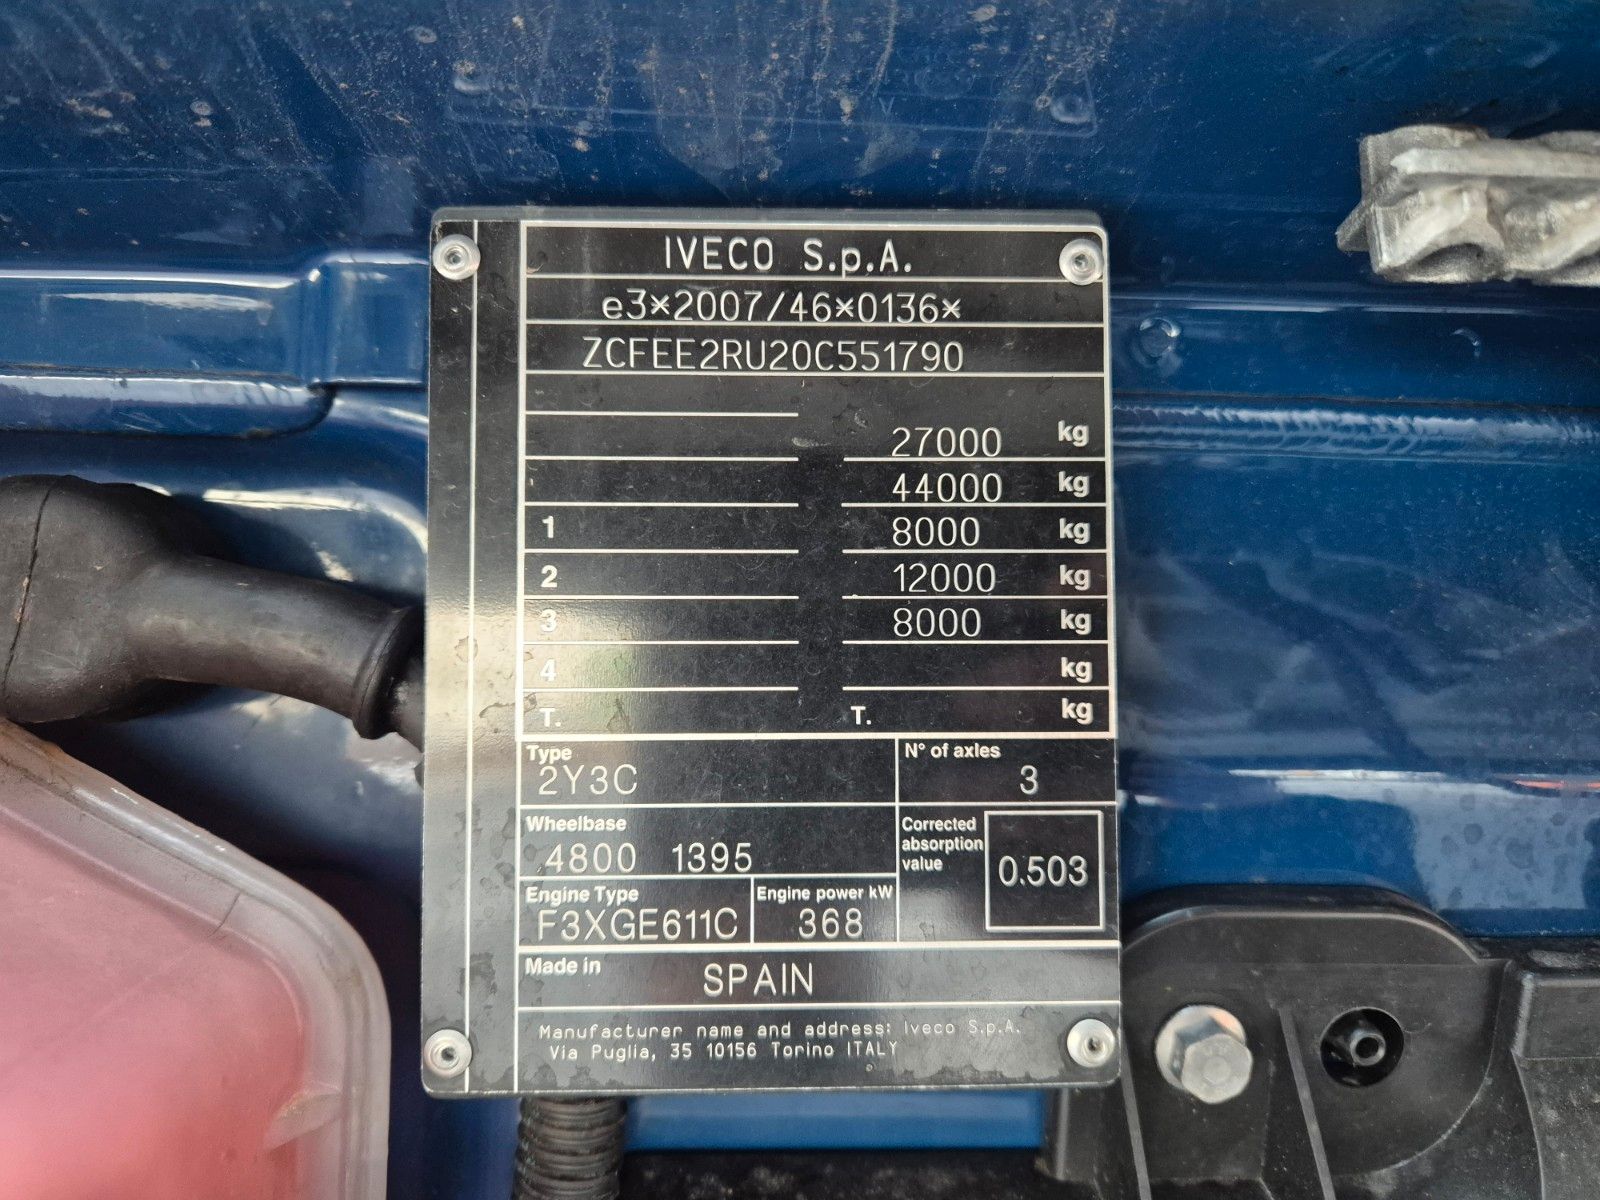 IVECO S.p.A.
e3*2007/46*0136*
ZCFEE2RU20C551790
27000 kg
44000 kg
1 8000 kg
2 12000 kg
3 8000 kg
4 kg
T. T. kg
Type N° of axles
2Y3C 3
Wheelbase Corrected absorption value
4800 1395 0.503
Engine Type Engine power kW
F3XGE611C 368
Made in SPAIN
Manufacturer name and address: Iveco S.p.A.
Via Puglia, 35 10156 Torino ITALY